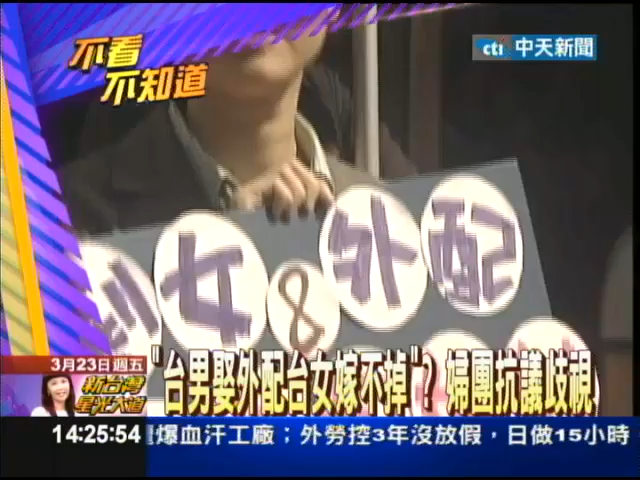 不看
不知道
cti 中天新聞
女&外配
"台男娶外配台女嫁不掉"? 婦團抗議歧視
3月23日週五
新台灣
星光大道
14:25:54
爆血汗工廠；外勞控3年沒放假，日做15小時